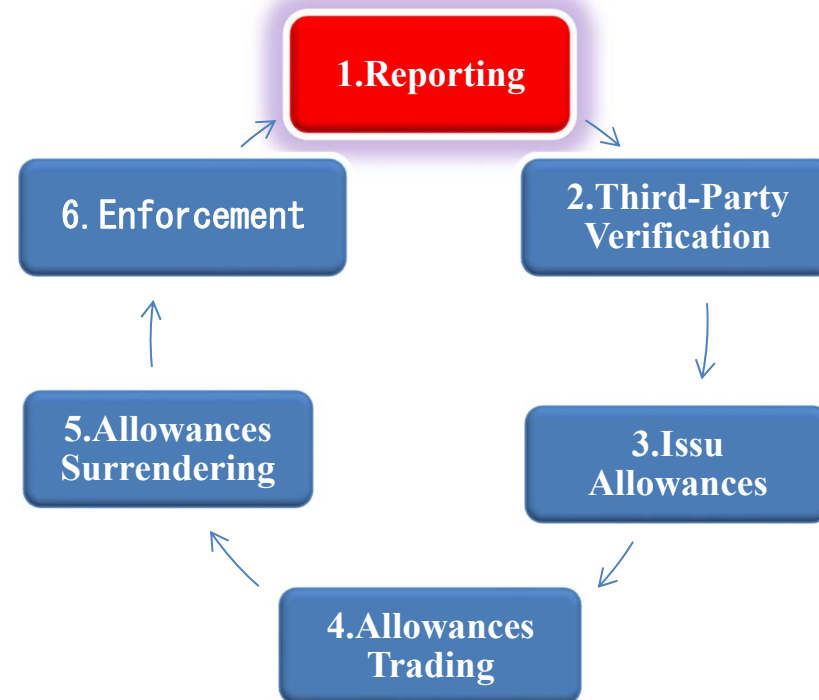 1.Reporting
2.Third-Party
Verification
3.Issu
Allowances
4.Allowances
Trading
5.Allowances
Surrendering
6.Enforcement